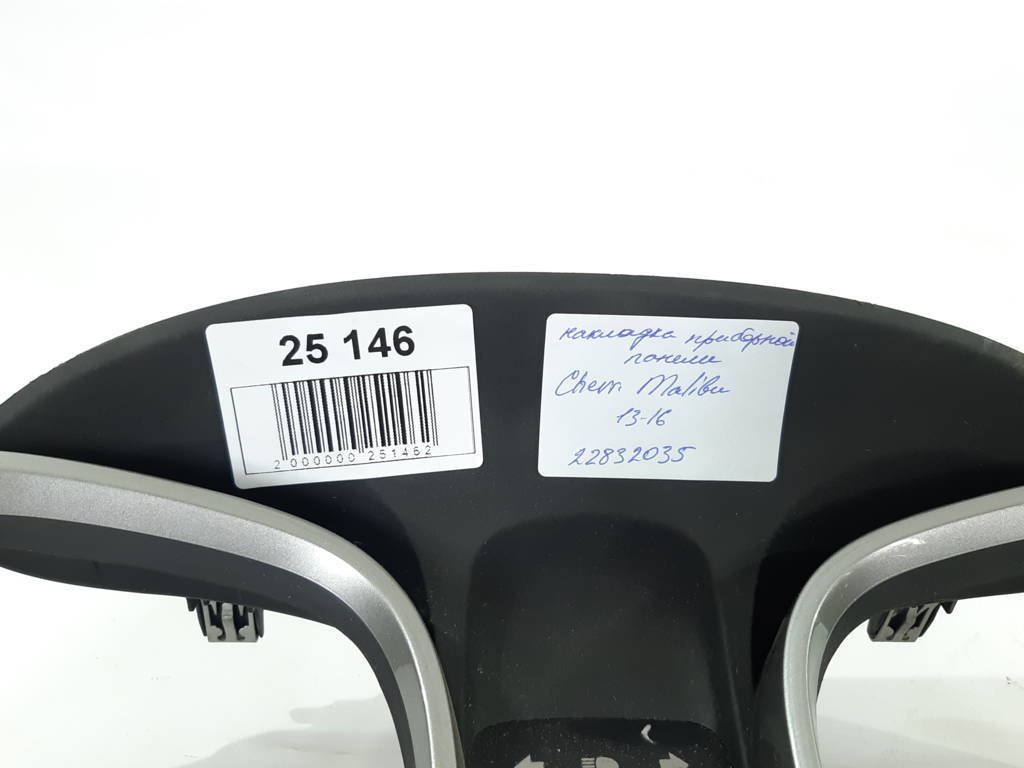 25 146
2 000000 251462
накладка приборной
панели
Chevr Malibu
13-16
22832035